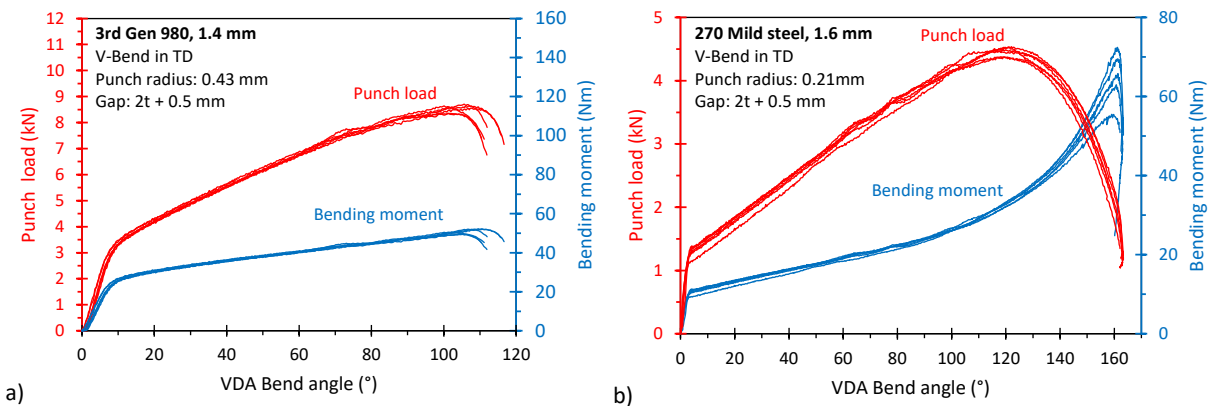 3rd Gen 980, 1.4 mm
V-Bend in TD
Punch radius: 0.43 mm
Gap: 2t + 0.5 mm
Punch load
Bending moment
Punch load (kN)
0
1
2
3
4
5
6
7
8
9
10
11
12
Bending moment (Nm)
0
20
40
60
80
100
120
140
160
0 20 40 60 80 100 120
VDA Bend angle (°)
a)
270 Mild steel, 1.6 mm
V-Bend in TD
Punch radius: 0.21mm
Gap: 2t + 0.5 mm
Punch load
Bending moment
Punch load (kN)
0
1
2
3
4
5
Bending moment (Nm)
0
20
40
60
80
0 20 40 60 80 100 120 140 160
VDA Bend angle (°)
b)